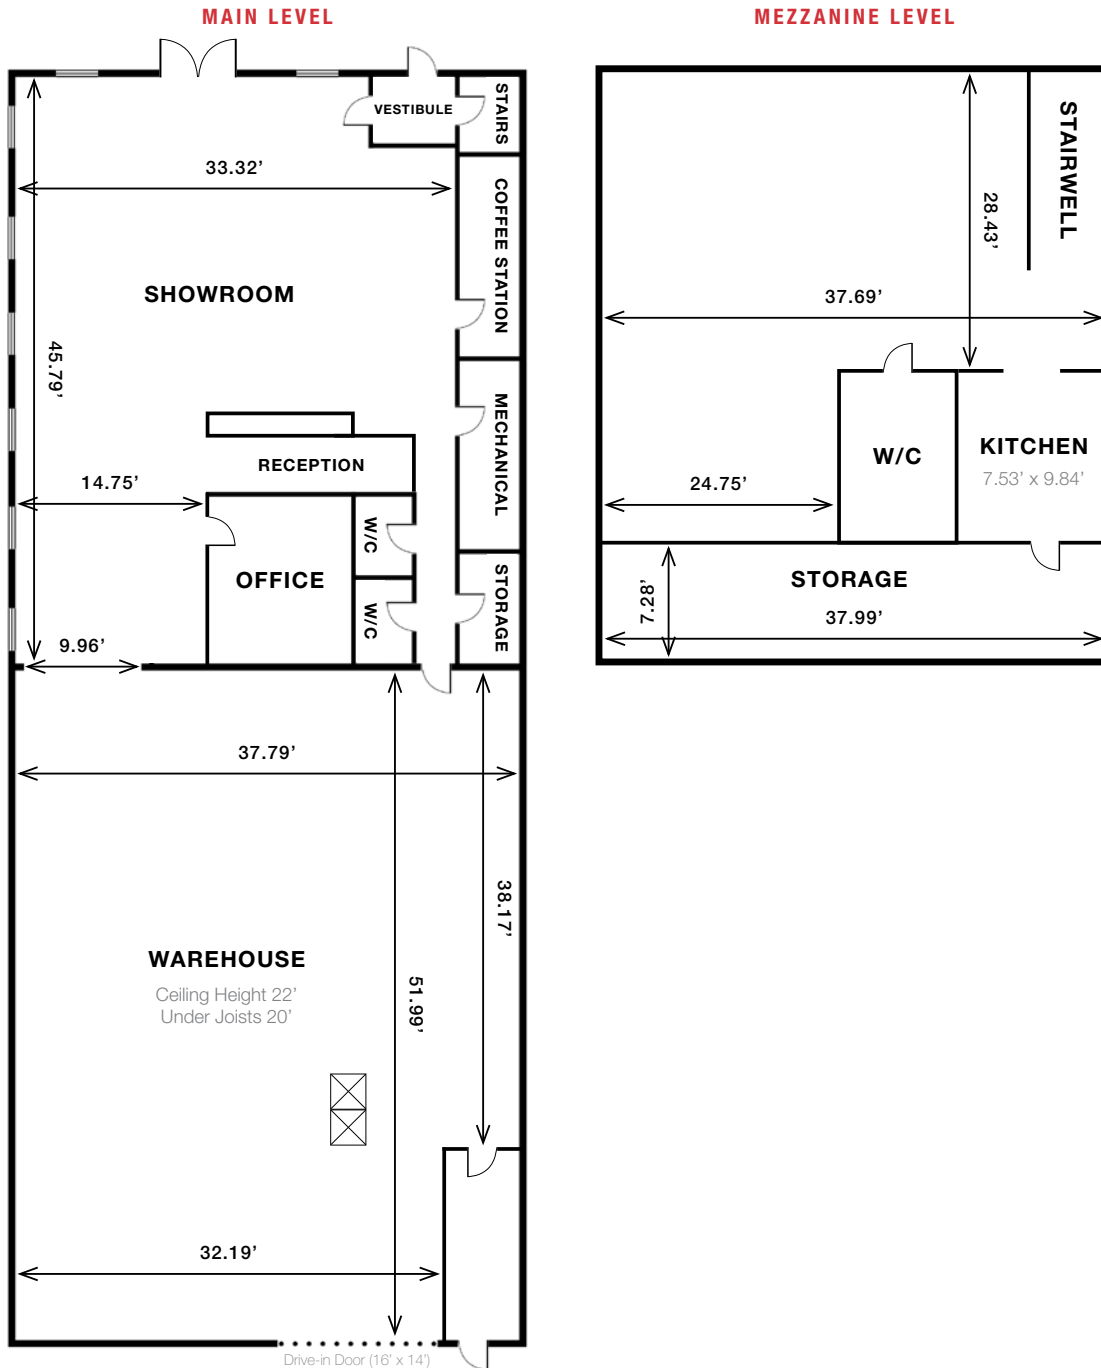 MAIN LEVEL
VESTIBULE
STAIRS
33.32’
COFFEE STATION
SHOWROOM
45.79’
MECHANICAL
RECEPTION
14.75’
W/C
OFFICE
STORAGE
W/C
9.96’
37.79’
38.17’
WAREHOUSE
Ceiling Height 22’
Under Joists 20’
51.99’
32.19’
Drive-in Door (16’ x 14’)
MEZZANINE LEVEL
STAIRWELL
28.43’
37.69’
W/C
KITCHEN
7.53’ x 9.84’
24.75’
STORAGE
7.28’
37.99’